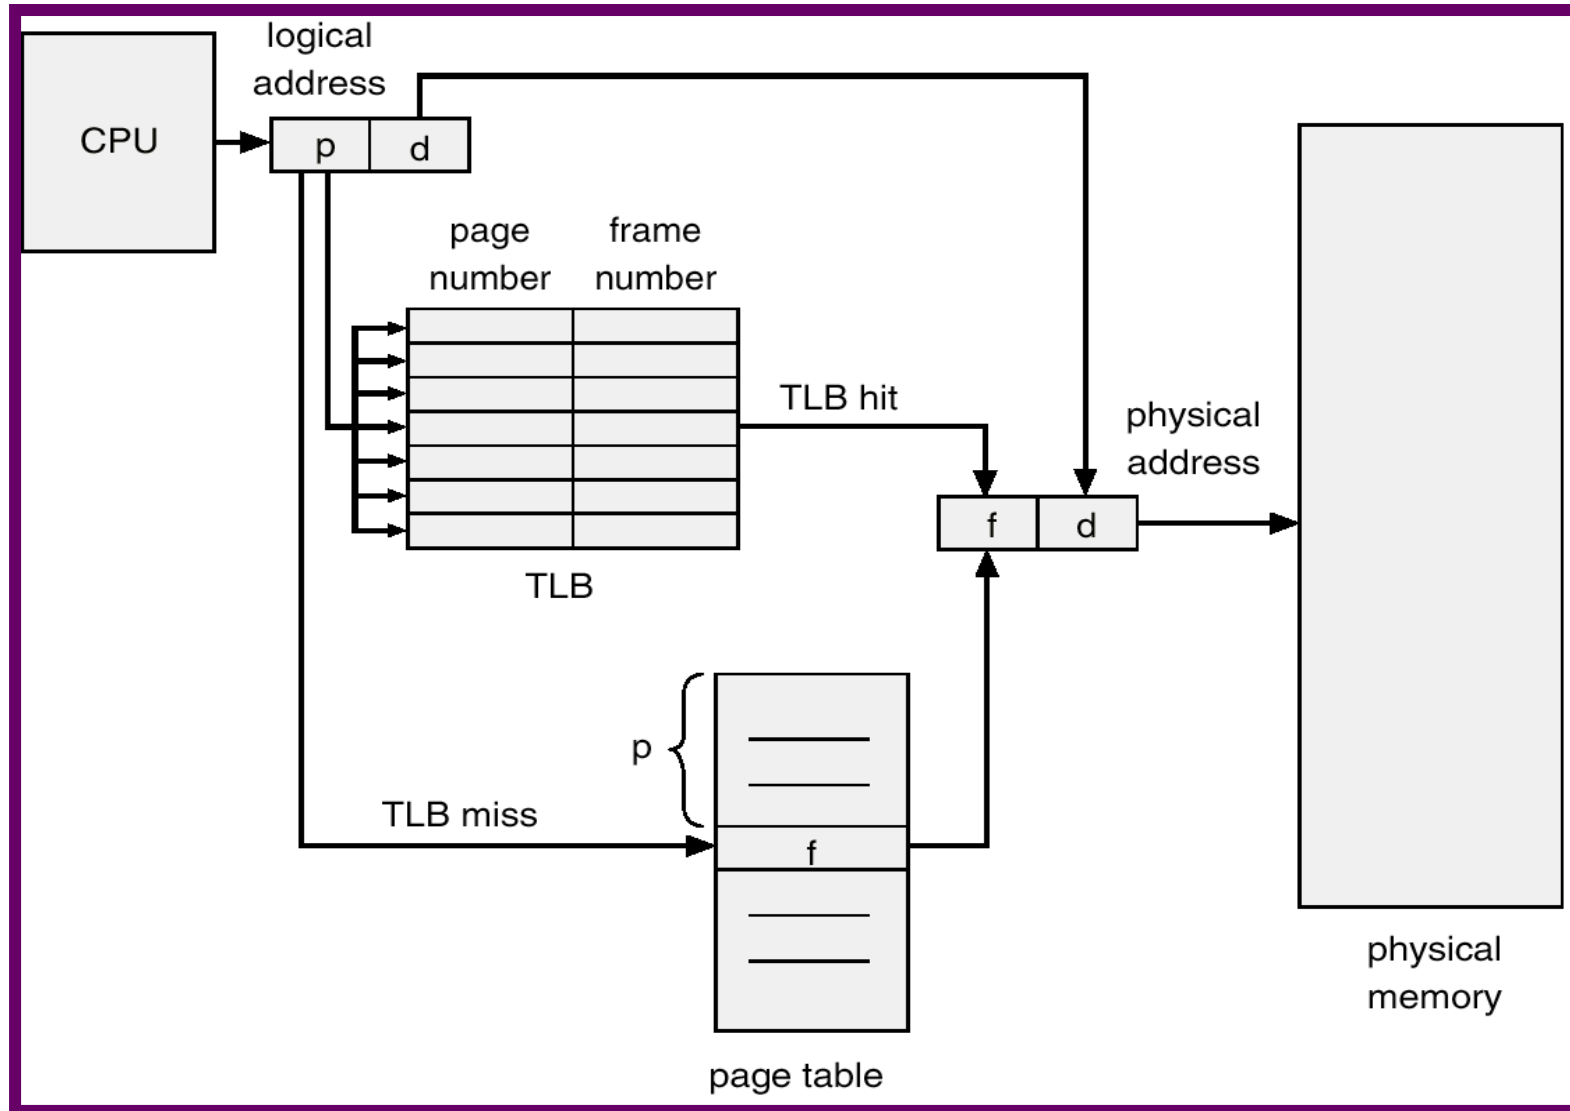 logical
address
CPU
p
d
page
number
frame
number
TLB hit
physical
address
f
d
TLB
p
TLB miss
f
physical
memory
page table